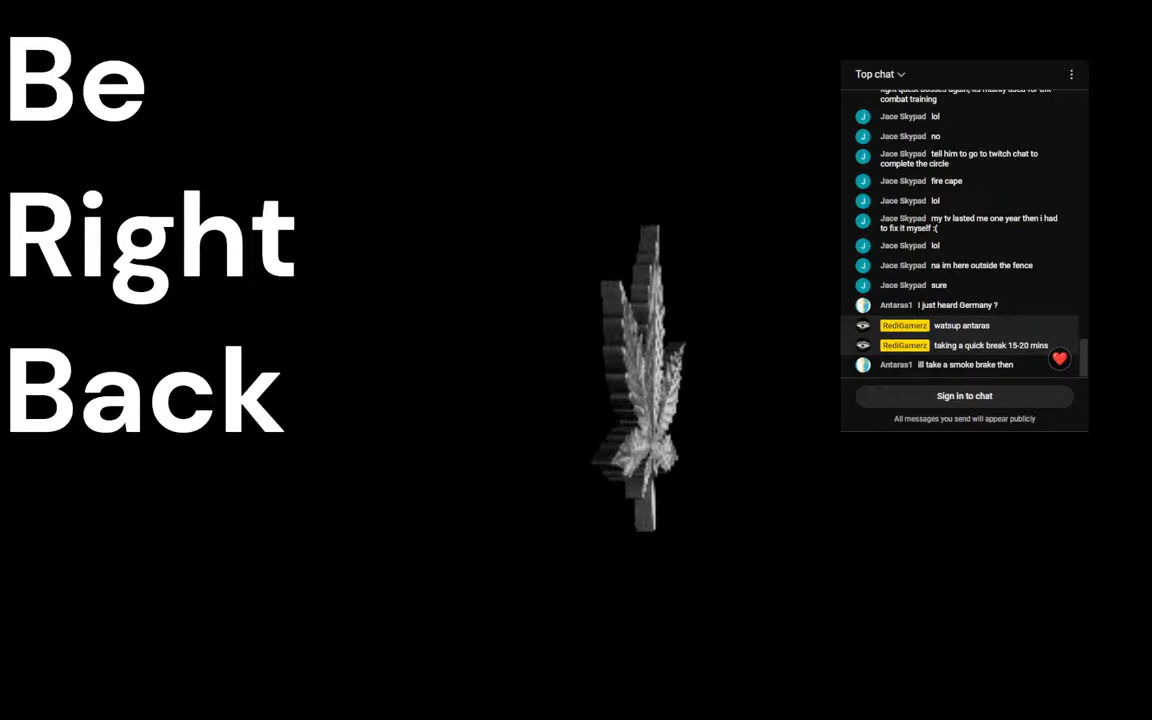 Be
Right
Back
Top chat
combat training
Jace Skypad lol
Jace Skypad no
Jace Skypad tell him to go to twitch chat to
complete the circle
Jace Skypad fire cape
Jace Skypad lol
Jace Skypad my tv lasted me one year then i had
to fix it myself :(
Jace Skypad lol
Jace Skypad na im here outside the fence
Jace Skypad sure
Antaras1 I just heard Germany ?
RediGamerz watsup antaras
RediGamerz taking a quick break 15-20 mins
Antaras1 ill take a smoke brake then
Sign in to chat
All messages you send will appear publicly